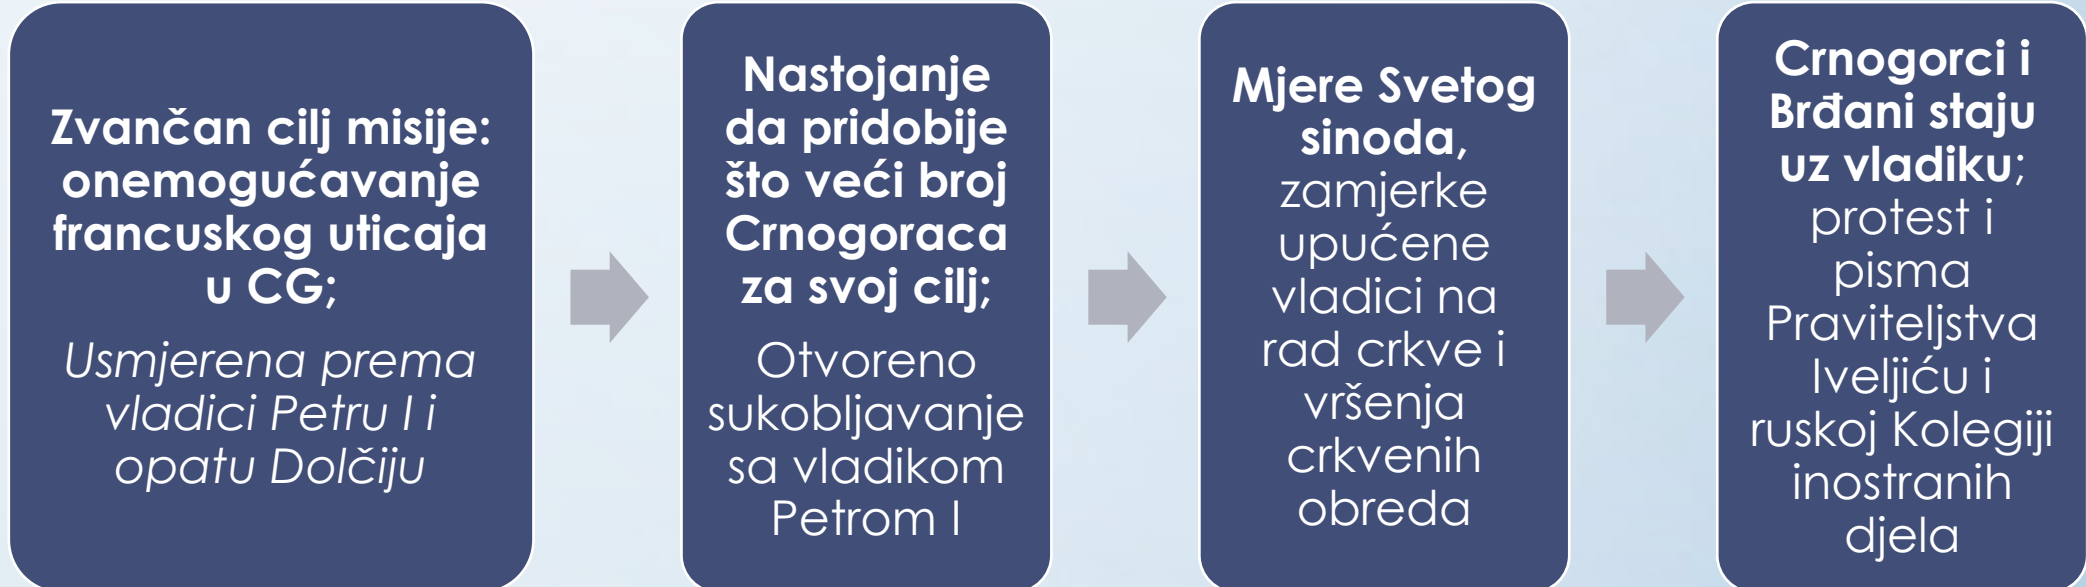 Zvančan cilj misije:
onemogućavanje
francuskog uticaja
u CG;
Usmjerena prema
vladici Petru I i
opatu Dolčiju
Nastojanje
da pridobije
što veći broj
Crnogoraca
za svoj cilj;
Otvoreno
sukobljavanje
sa vladikom
Petrom I
Mjere Svetog
sinoda,
zamjerke
upućene
vladici na
rad crkve i
vršenja
crkvenih
obreda
Crnogorci i
Brđani staju
uz vladiku;
protest i
pisma
Praviteljstva
Iveljiću i
ruskoj Kolegiji
inostranih
djela